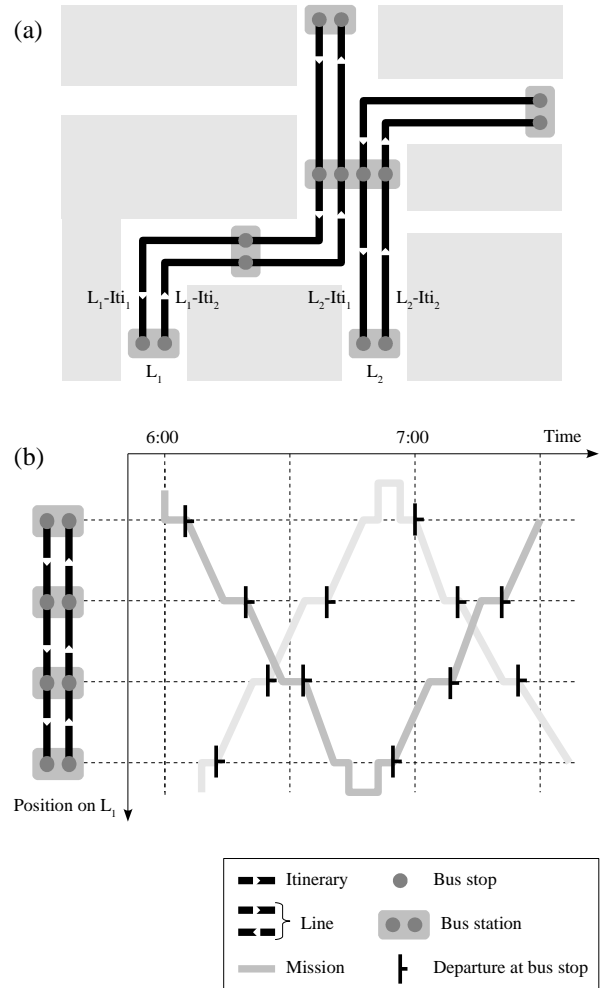 (a)
L1-Iti1
L1-Iti2
L2-Iti1
L2-Iti2
L1
L2
(b)
6:00
7:00
Time
Position on L1
Itinerary
Bus stop
Line
Bus station
Mission
Departure at bus stop